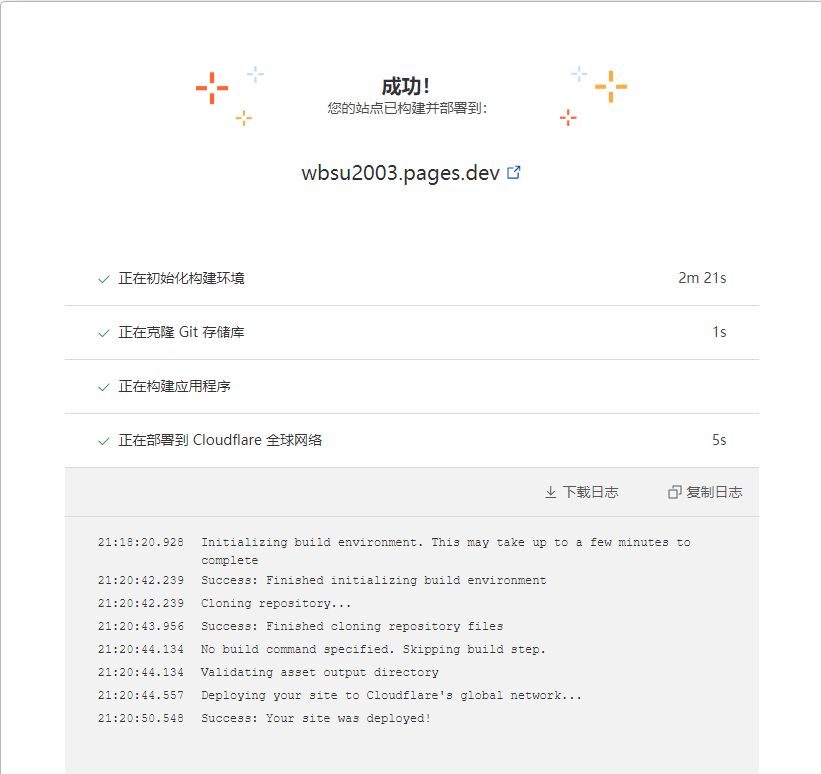 成功！
您的站点已构建并部署到：
wbsu2003.pages.dev
正在初始化构建环境 2m 21s
正在克隆 Git 存储库 1s
正在构建应用程序
正在部署到 Cloudflare 全球网络 5s
下载日志 复制日志
21:18:20.928 Initializing build environment. This may take up to a few minutes to
complete
21:20:42.239 Success: Finished initializing build environment
21:20:42.239 Cloning repository...
21:20:43.956 Success: Finished cloning repository files
21:20:44.134 No build command specified. Skipping build step.
21:20:44.134 Validating asset output directory
21:20:44.557 Deploying your site to Cloudflare's global network...
21:20:50.548 Success: Your site was deployed!